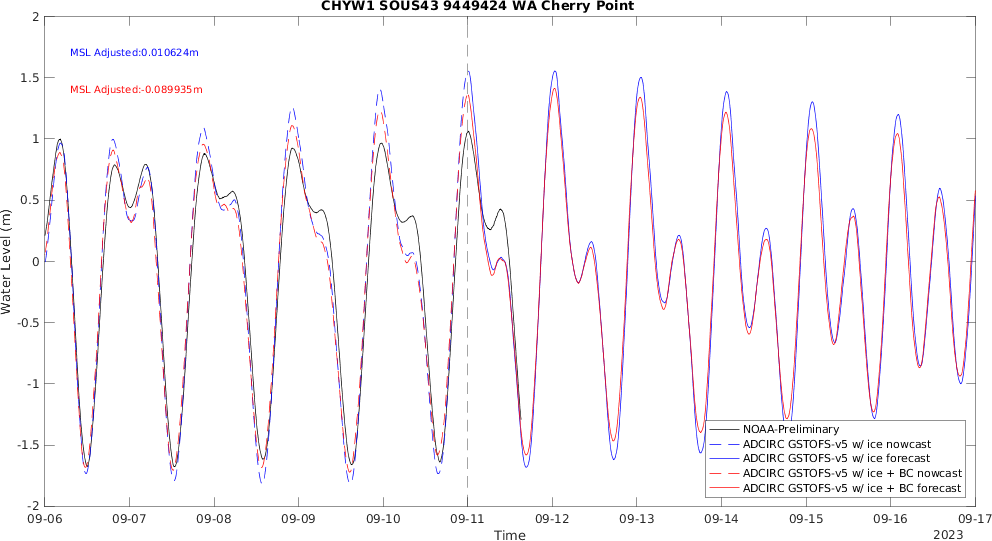 CHYW1 SOUS43 9449424 WA Cherry Point
MSL Adjusted:0.010624m
MSL Adjusted:-0.089935m
Water Level (m)
2
1.5
1
0.5
0
-0.5
-1
-1.5
-2
NOAA-Preliminary
ADCIRC GSTOFS-v5 w/ ice nowcast
ADCIRC GSTOFS-v5 w/ ice forecast
ADCIRC GSTOFS-v5 w/ ice + BC nowcast
ADCIRC GSTOFS-v5 w/ ice + BC forecast
09-06 09-07 09-08 09-09 09-10 09-11 09-12 09-13 09-14 09-15 09-16 09-17
Time
2023